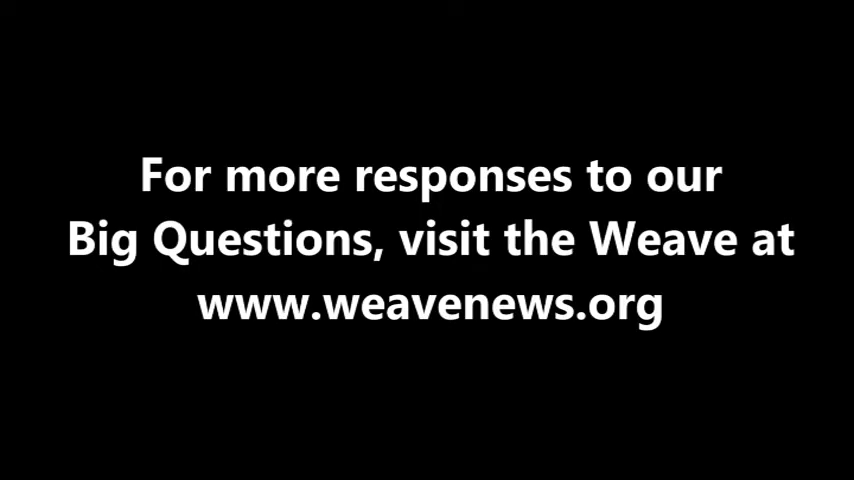 For more responses to our
Big Questions, visit the Weave at
www.weavenews.org